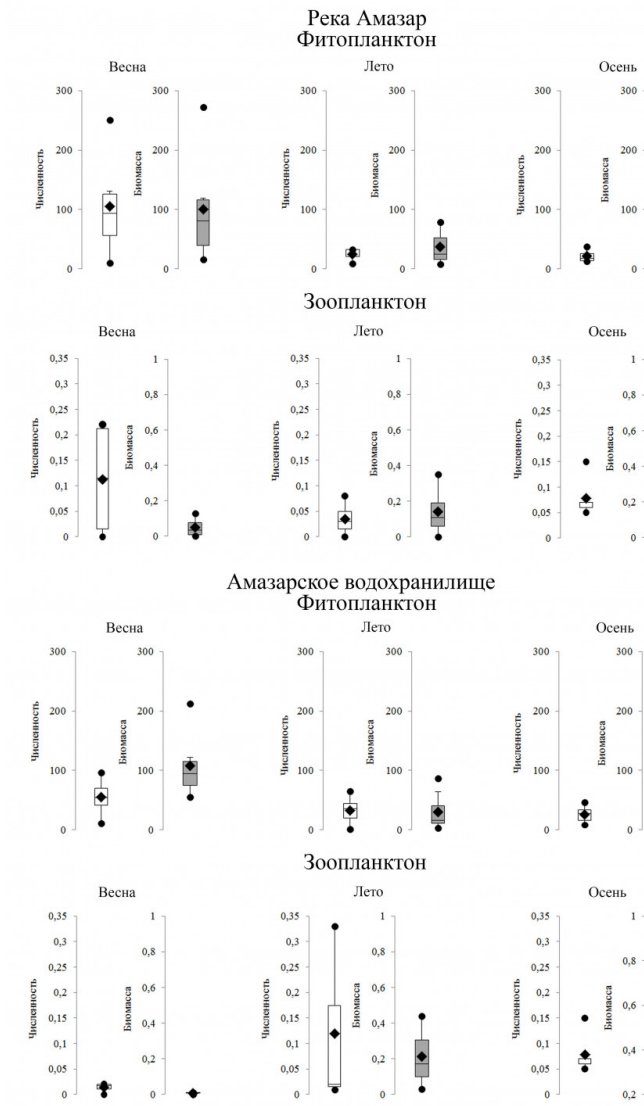 Река Амазар
Фитопланктон
Весна Лето Осень
Численность Биомасса Численность Биомасса Численность Биомасса
300 300 300 300 300 300
200 200 200 200 200 200
100 100 100 100 100 100
0 0 0 0 0 0
Зоопланктон
Весна Лето Осень
Численность Биомасса Численность Биомасса Численность Биомасса
0,35 1 0,35 1 0,35 1
0,3 0,8 0,3 0,8 0,3 0,8
0,25 0,6 0,25 0,6 0,25 0,6
0,2 0,4 0,2 0,4 0,2 0,4
0,15 0,2 0,15 0,2 0,15 0,2
0,1 0 0,1 0 0,1 0
0,05 0,05 0,05
0 0 0
Амазарское водохранилище
Фитопланктон
Весна Лето Осень
Численность Биомасса Численность Биомасса Численность Биомасса
300 300 300 300 300 300
200 200 200 200 200 200
100 100 100 100 100 100
0 0 0 0 0 0
Зоопланктон
Весна Лето Осень
Численность Биомасса Численность Биомасса Численность Биомасса
0,35 1 0,35 1 0,35 1
0,3 0,8 0,3 0,8 0,3 0,8
0,25 0,6 0,25 0,6 0,25 0,6
0,2 0,4 0,2 0,4 0,2 0,4
0,15 0,2 0,15 0,2 0,15 0,2
0,1 0 0,1 0 0,1
0,05 0,05 0,05
0 0 0